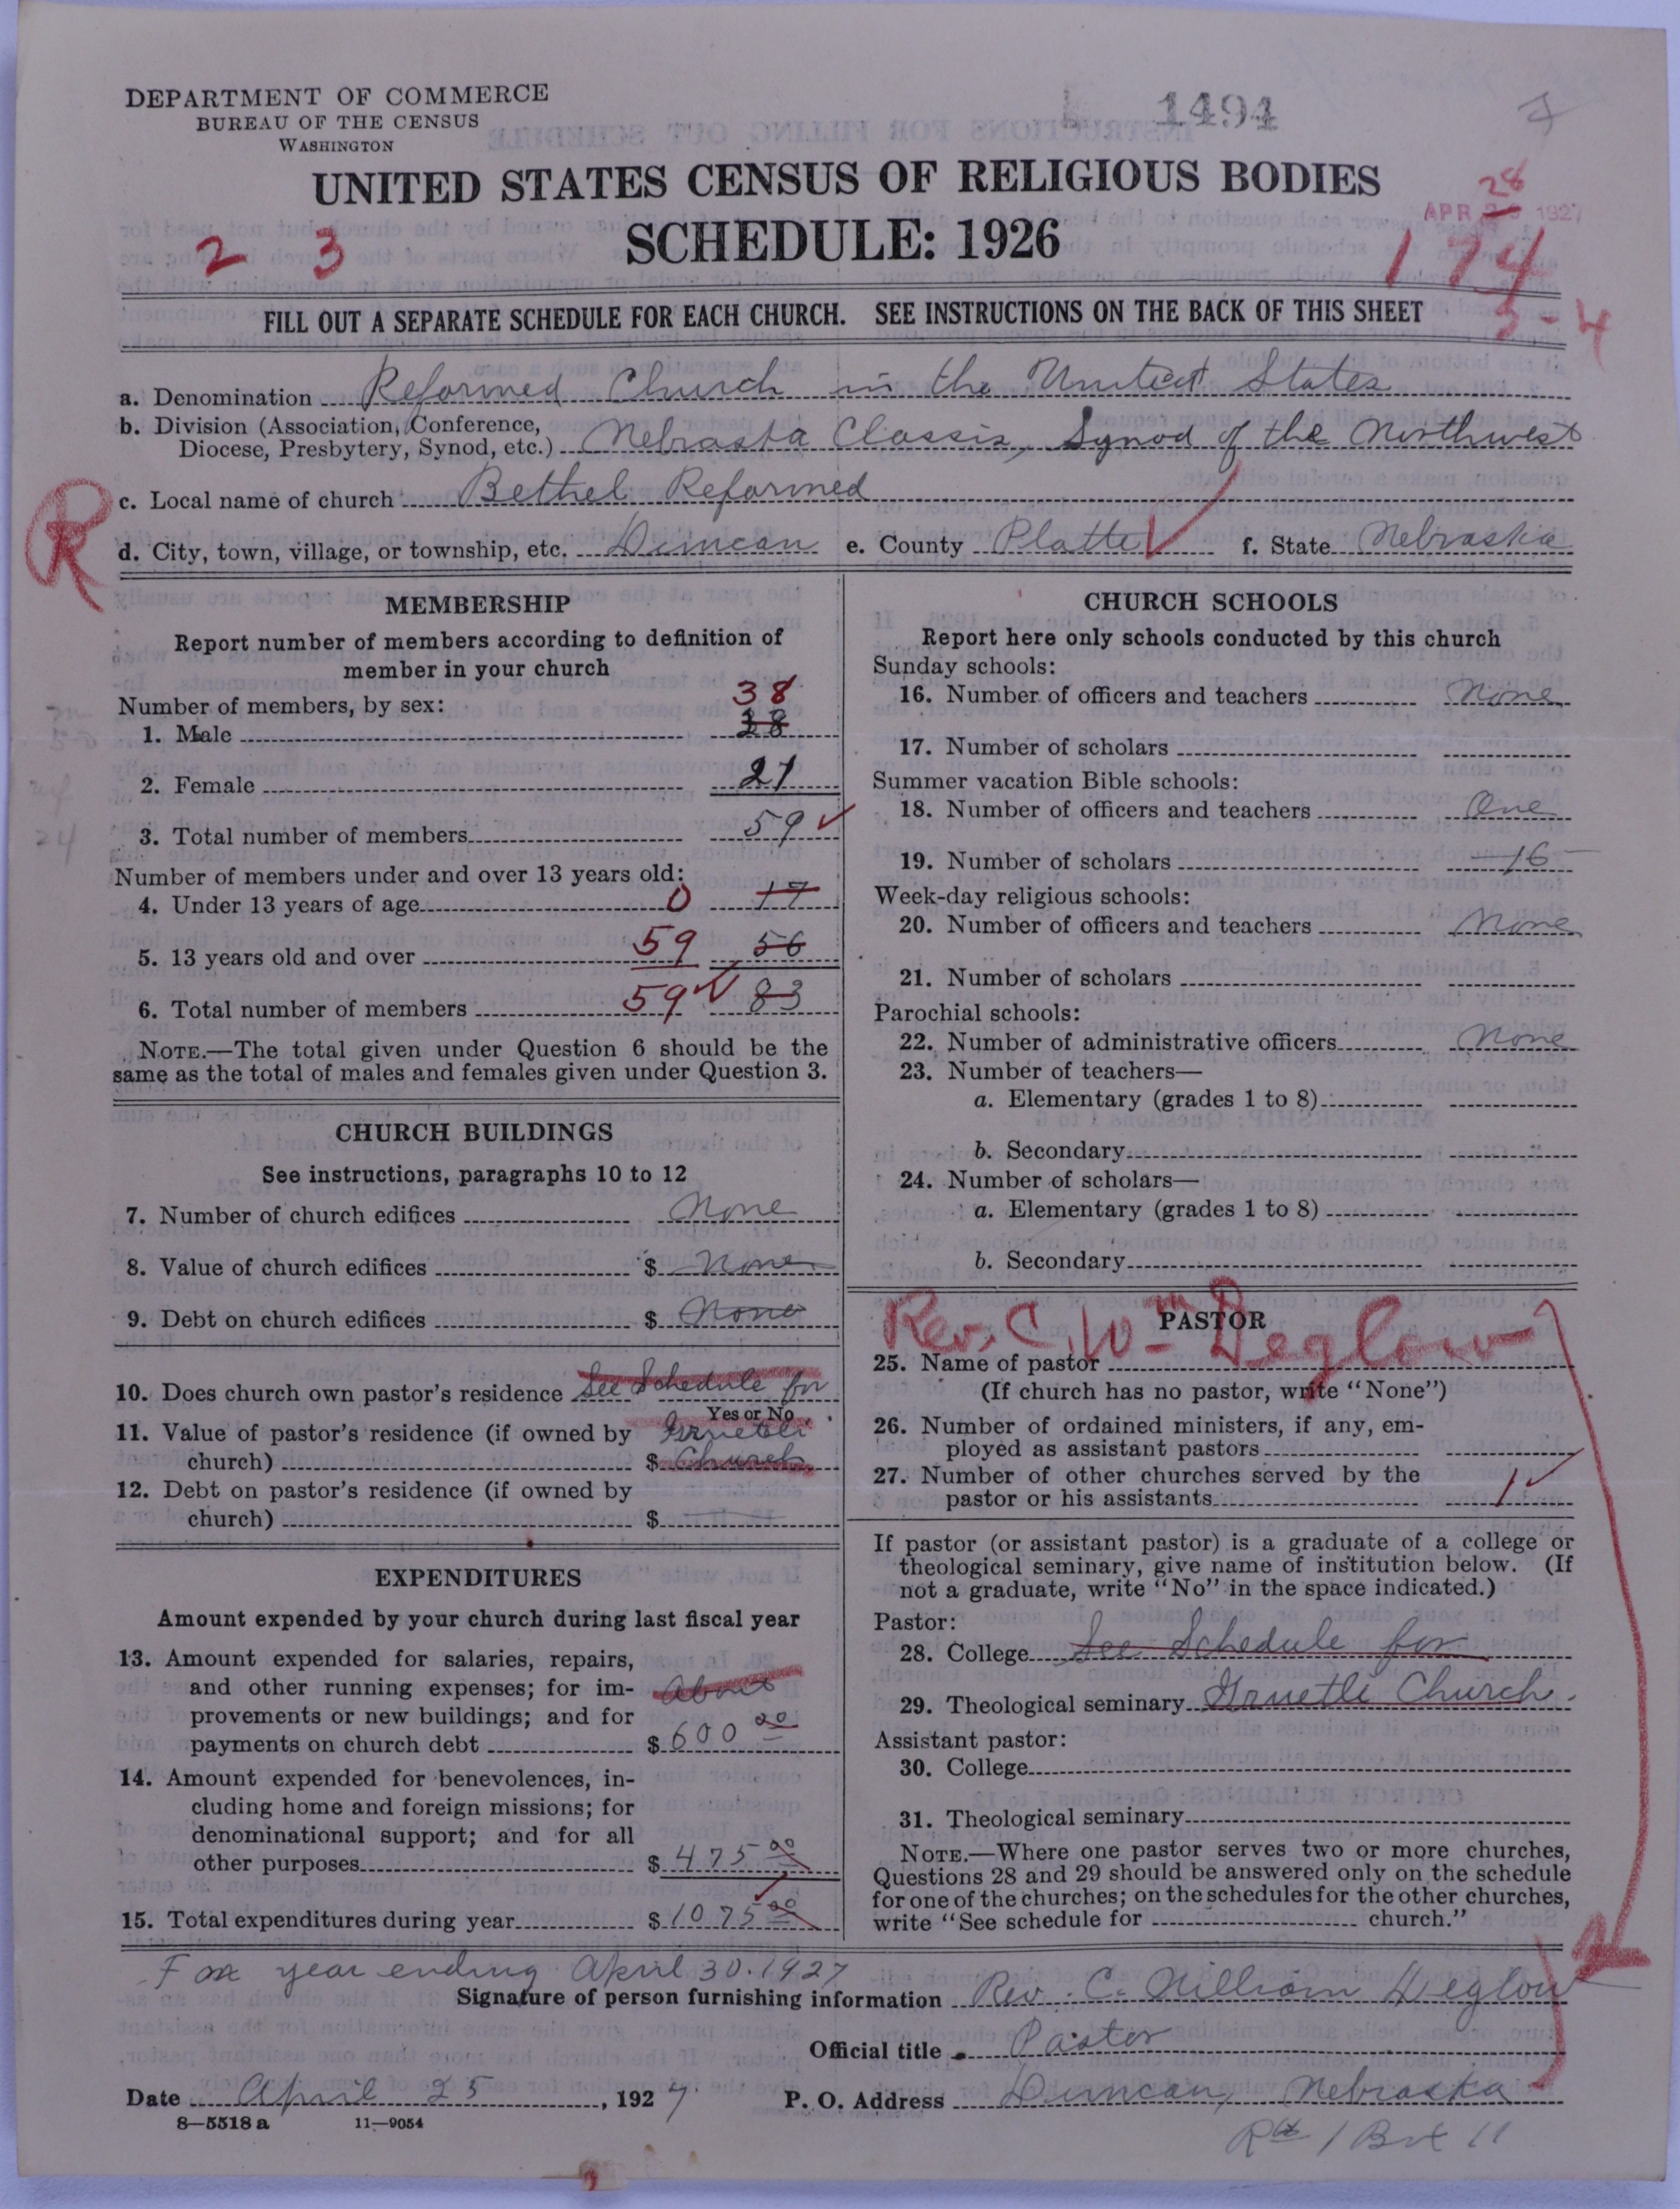 DEPARTMENT OF COMMERCE
BUREAU OF THE CENSUS
WASHINGTON
1494
UNITED STATES CENSUS OF RELIGIOUS BODIES
SCHEDULE: 1926
28
APR 1927
2 3
174
3-4
FILL OUT A SEPARATE SCHEDULE FOR EACH CHURCH. SEE INSTRUCTIONS ON THE BACK OF THIS SHEET
a. Denomination Reformed Church in the United States
b. Division (Association, Conference,
Diocese, Presbytery, Synod, etc.) Nebraska Classis, Synod of the Northwest
R
c. Local name of church Bethel Reformed
d. City, town, village, or township, etc. Duncan e. County Platte f. State Nebraska
MEMBERSHIP
Report number of members according to definition of
member in your church
Number of members, by sex:
38
1. Male 38
2. Female 21
3. Total number of members 59
24
Number of members under and over 13 years old:
4. Under 13 years of age 0 17
5. 13 years old and over 59 56
6. Total number of members 59 83
NOTE.—The total given under Question 6 should be the
same as the total of males and females given under Question 3.
CHURCH BUILDINGS
See instructions, paragraphs 10 to 12
7. Number of church edifices None
8. Value of church edifices $ None
9. Debt on church edifices $ None
10. Does church own pastor's residence See Schedule for
Yes or No
11. Value of pastor's residence (if owned by Gruetli
church) $ Church
12. Debt on pastor's residence (if owned by
church) $
EXPENDITURES
Amount expended by your church during last fiscal year
13. Amount expended for salaries, repairs,
and other running expenses; for im- About
provements or new buildings; and for
payments on church debt $ 600 00
14. Amount expended for benevolences, in-
cluding home and foreign missions; for
denominational support; and for all
other purposes $ 475 00
15. Total expenditures during year $ 1075 00
CHURCH SCHOOLS
Report here only schools conducted by this church
Sunday schools:
16. Number of officers and teachers None
17. Number of scholars
Summer vacation Bible schools:
18. Number of officers and teachers One
19. Number of scholars 16
Week-day religious schools:
20. Number of officers and teachers None
21. Number of scholars
Parochial schools:
22. Number of administrative officers None
23. Number of teachers—
a. Elementary (grades 1 to 8)
b. Secondary
24. Number of scholars—
a. Elementary (grades 1 to 8)
b. Secondary
PASTOR
25. Name of pastor Rev. C. Wm Deglow
(If church has no pastor, write "None")
26. Number of ordained ministers, if any, em-
ployed as assistant pastors
27. Number of other churches served by the
pastor or his assistants 1
If pastor (or assistant pastor) is a graduate of a college or
theological seminary, give name of institution below. (If
not a graduate, write "No" in the space indicated.)
Pastor:
28. College See Schedule for
29. Theological seminary Gruetli Church.
Assistant pastor:
30. College
31. Theological seminary
NOTE.—Where one pastor serves two or more churches,
Questions 28 and 29 should be answered only on the schedule
for one of the churches; on the schedules for the other churches,
write "See schedule for church."
For year ending April 30. 1927
Signature of person furnishing information Rev. C. William Deglow
Official title Pastor
Date April 25, 1927 P. O. Address Duncan, Nebraska
8—5518 a 11—9054
Rt 1 Box 11